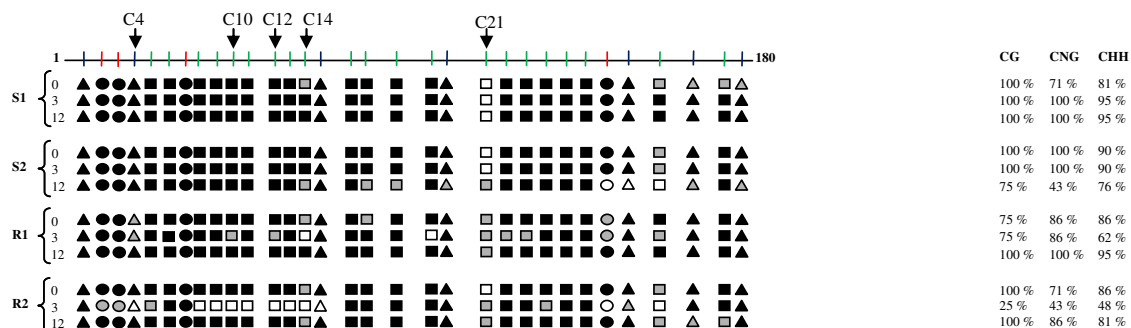 C4 C10 C12 C14 C21
1 180 CG CNG CHH
S1 0 100 % 71 % 81 %
3 100 % 100 % 95 %
12 100 % 100 % 95 %
S2 0 100 % 100 % 90 %
3 100 % 100 % 90 %
12 75 % 43 % 76 %
R1 0 75 % 86 % 86 %
3 75 % 86 % 62 %
12 100 % 100 % 95 %
R2 0 100 % 71 % 86 %
3 25 % 43 % 48 %
12 100 % 86 % 81 %